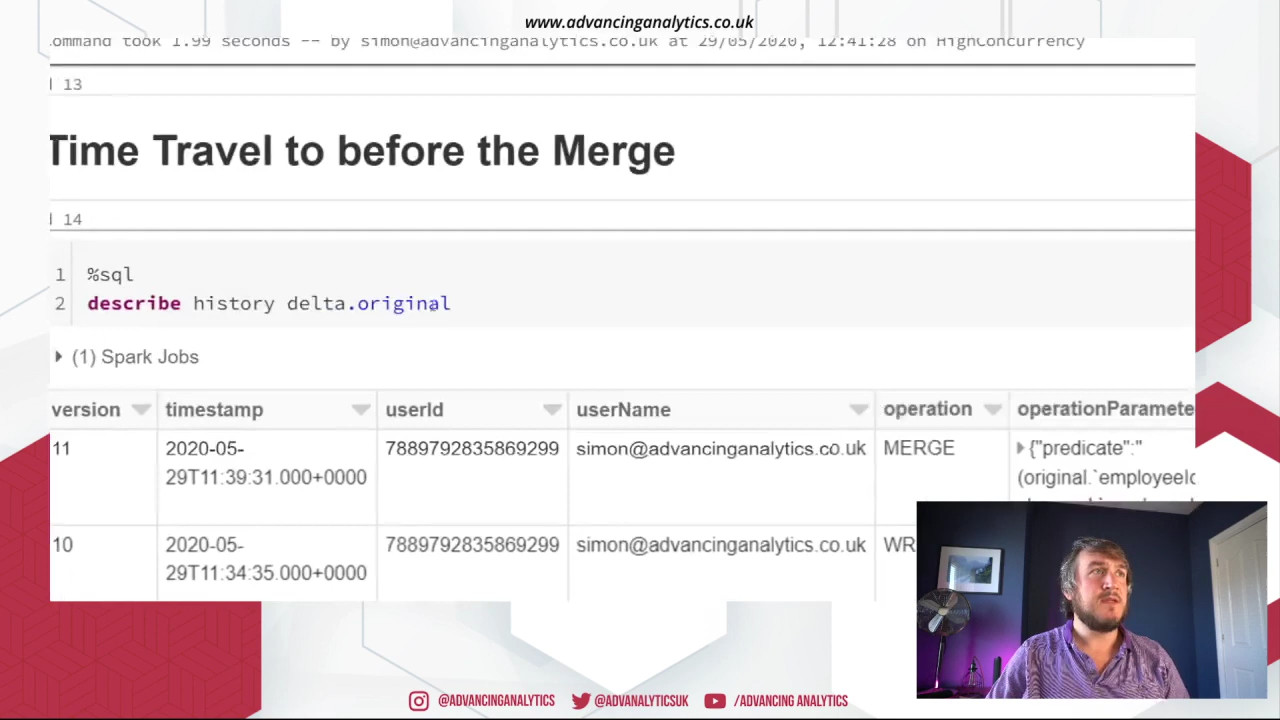 www.advancinganalytics.co.uk
ommand took 1.99 seconds -- by simon@advancinganalytics.co.uk at 29/05/2020, 12:41:28 on HighConcurrency
13
Time Travel to before the Merge
14
1 %sql
2 describe history delta.original
(1) Spark Jobs
version timestamp userId userName operation operationParamete
11 2020-05- 7889792835869299 simon@advancinganalytics.co.uk MERGE {"predicate":"
29T11:39:31.000+0000 (original.`employeeId
10 2020-05- 7889792835869299 simon@advancinganalytics.co.uk WR
29T11:34:35.000+0000
@ADVANCINGANALYTICS @ADVANALYTICSUK /ADVANCING ANALYTICS